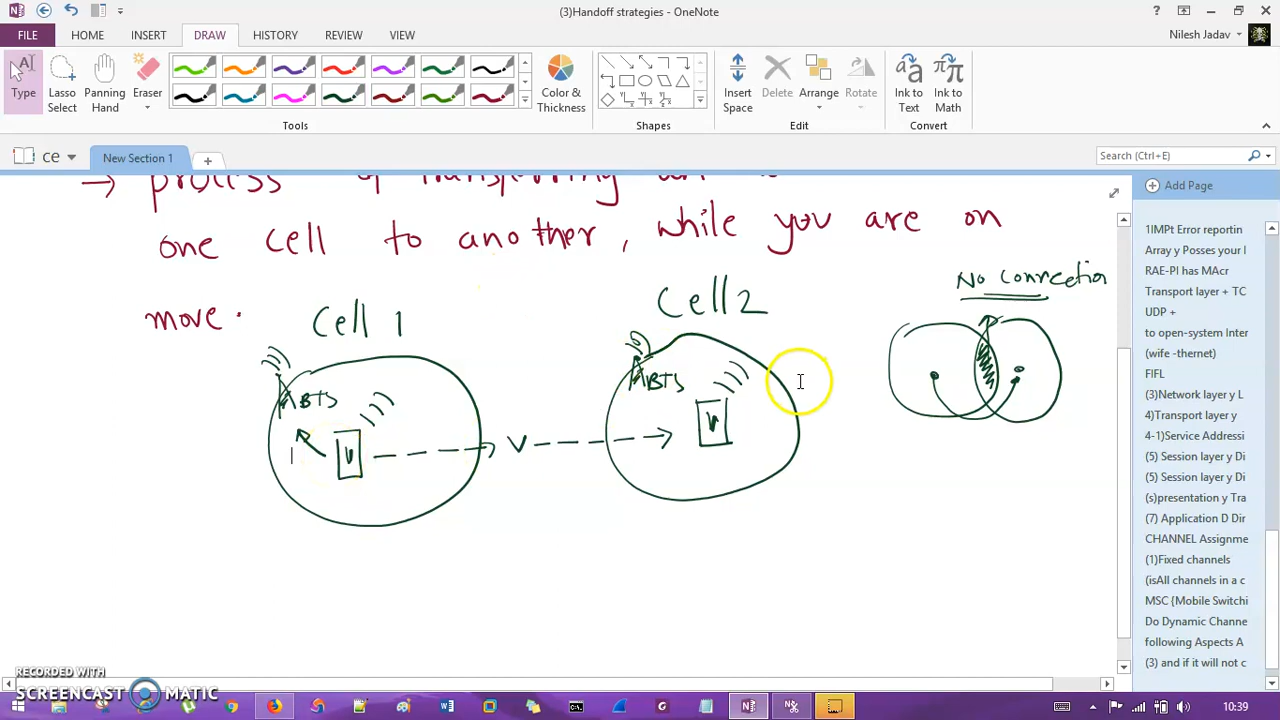 (3)Handoff strategies - OneNote
Nilesh Jadav
FILE HOME INSERT DRAW HISTORY REVIEW VIEW
Type
Lasso Select
Panning Hand
Eraser
Color & Thickness
Insert Space
Delete
Arrange
Rotate
Ink to Text
Ink to Math
Tools Shapes Edit Convert
ce New Section 1 + Search (Ctrl+E)
Add Page
1IMPt Error reportin
Array y Posses your I
RAE-PI has MAcr
Transport layer + TC
UDP +
to open-system Inter
(wife -thernet)
FIFL
(3)Network layer y L
4)Transport layer y
4-1)Service Addressi
(5) Session layer y Di
(5) Session layer y Di
(s)presentation y Tra
(7) Application D Dir
CHANNEL Assignme
(1)Fixed channels
(isAll channels in a c
MSC {Mobile Switchi
Do Dynamic Channe
following Aspects A
(3) and if it will not c
→ process of
one cell to another, while you are on
move.
Cell 1
Cell 2
No Connection
BTS
BTS
V
V
V
RECORDED WITH
SCREENCAST MATIC
10:39